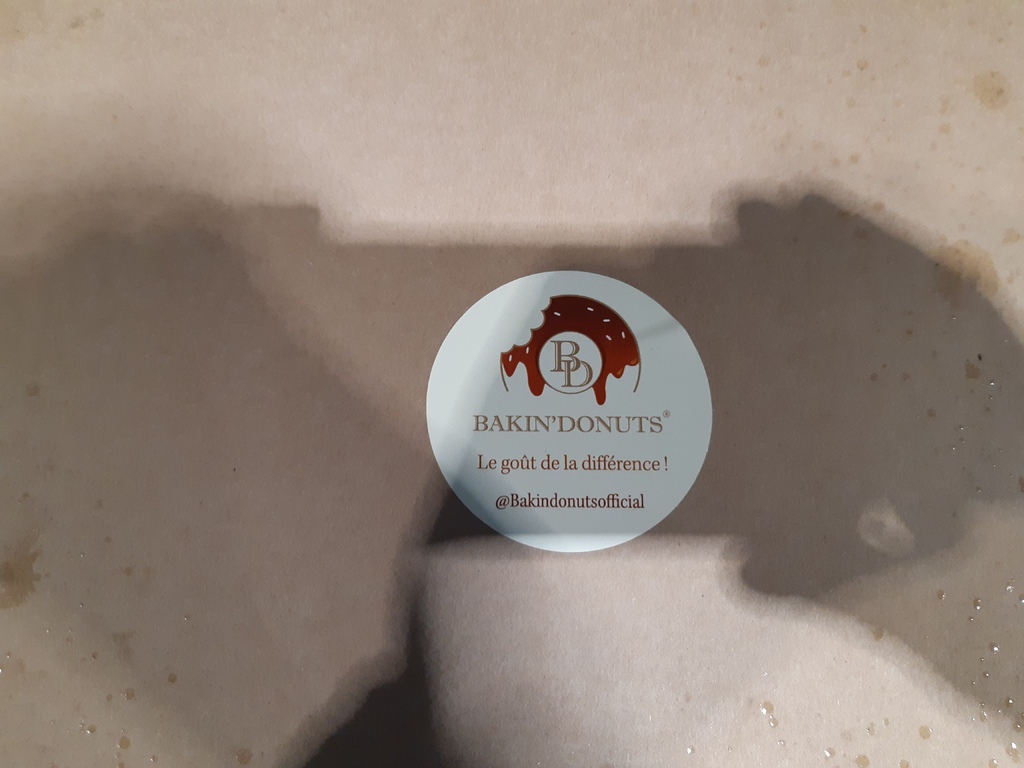 BD
BAKIN'DONUTS®
Le goût de la différence !
@Bakindonutsofficial